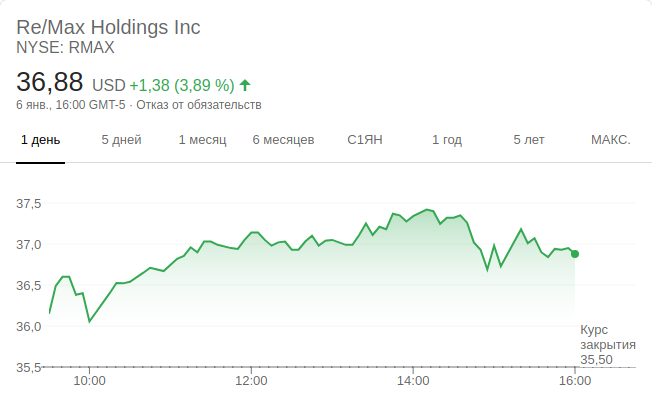 Re/Max Holdings Inc
NYSE: RMAX
36,88 USD +1,38 (3,89 %)
6 янв., 16:00 GMT-5 · Отказ от обязательств
1 день 5 дней 1 месяц 6 месяцев С1ЯН 1 год 5 лет МАКС.
37,5
37,0
36,5
36,0
Курс
закрытия
35,50
35,5
10:00 12:00 14:00 16:00